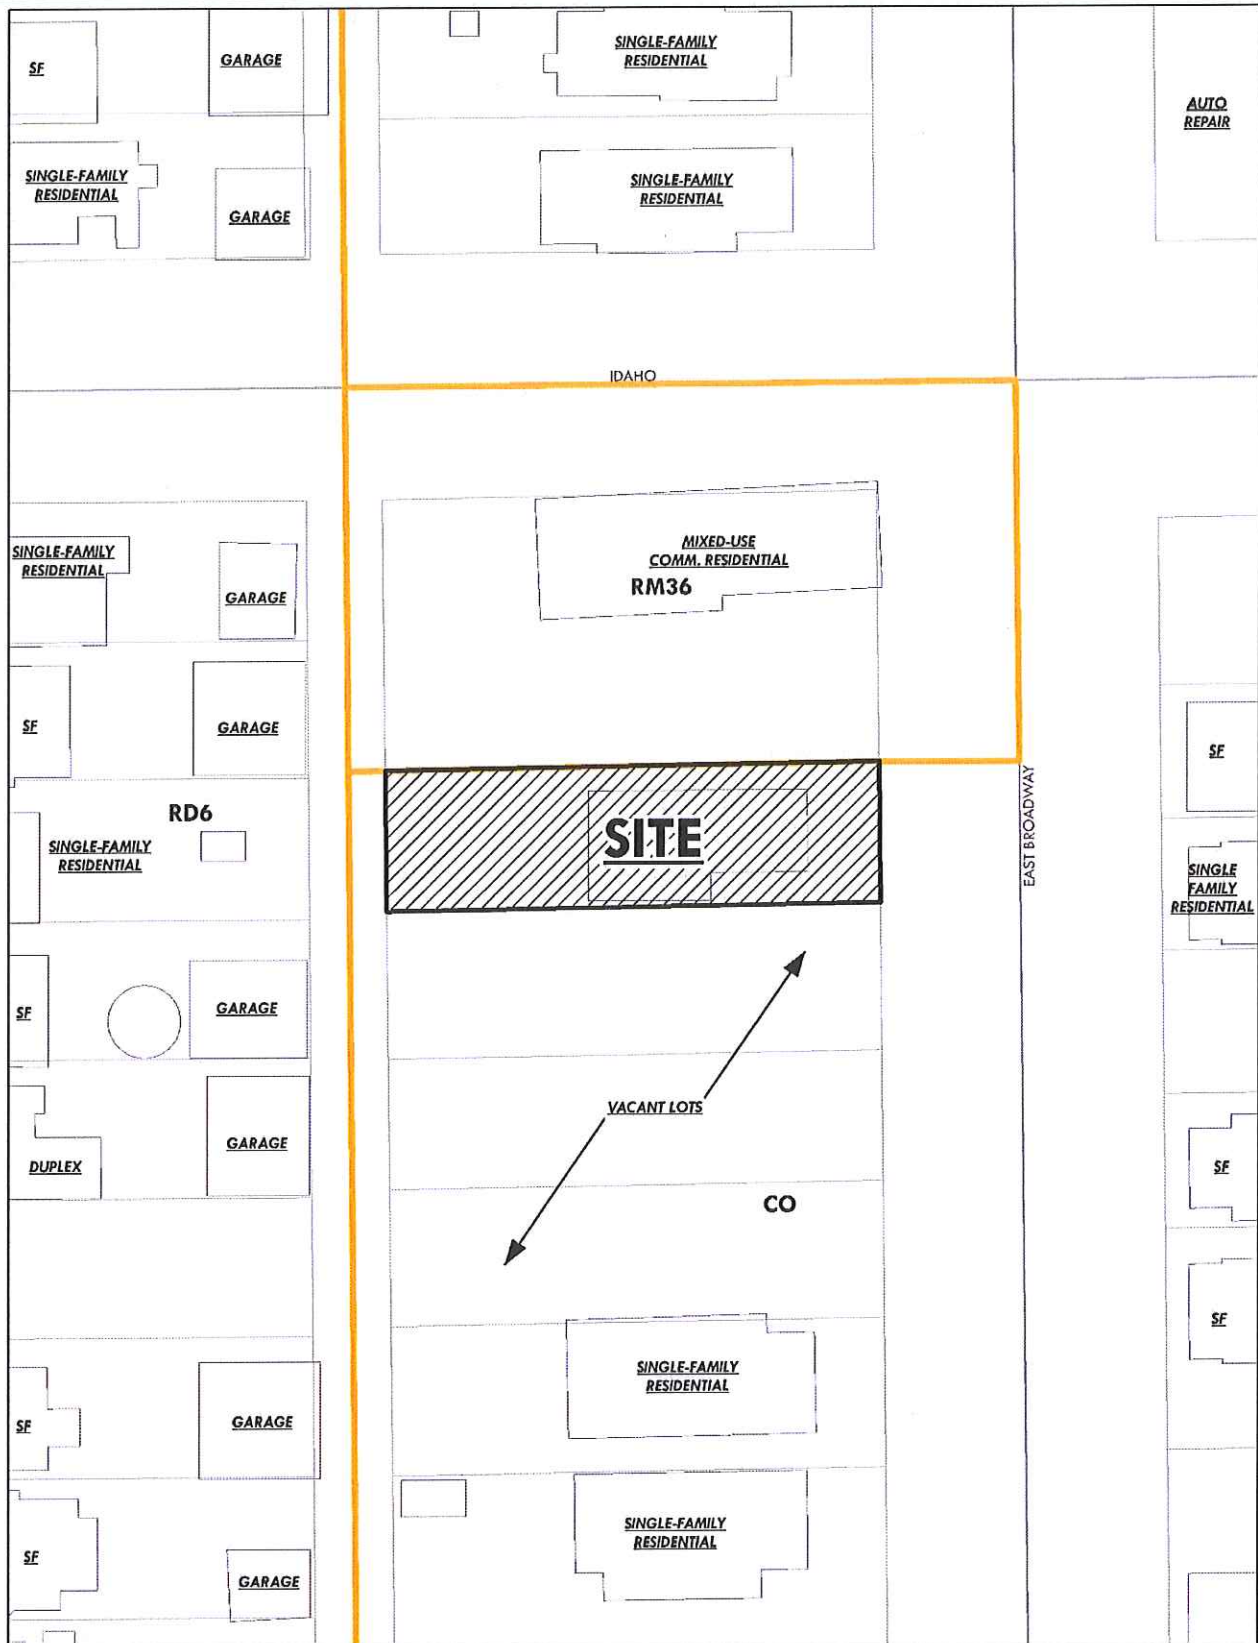 SINGLE-FAMILY
RESIDENTIAL
SF
GARAGE
AUTO
REPAIR
SINGLE-FAMILY
RESIDENTIAL
SINGLE-FAMILY
RESIDENTIAL
GARAGE
IDAHO
MIXED-USE
COMM. RESIDENTIAL
RM36
SINGLE-FAMILY
RESIDENTIAL
GARAGE
SF
GARAGE
SF
EAST BROADWAY
RD6
SINGLE-FAMILY
RESIDENTIAL
SITE
SINGLE
FAMILY
RESIDENTIAL
SF
GARAGE
VACANT LOTS
GARAGE
DUPLEX
SF
CO
SF
SINGLE-FAMILY
RESIDENTIAL
SF
GARAGE
SINGLE-FAMILY
RESIDENTIAL
SF
GARAGE